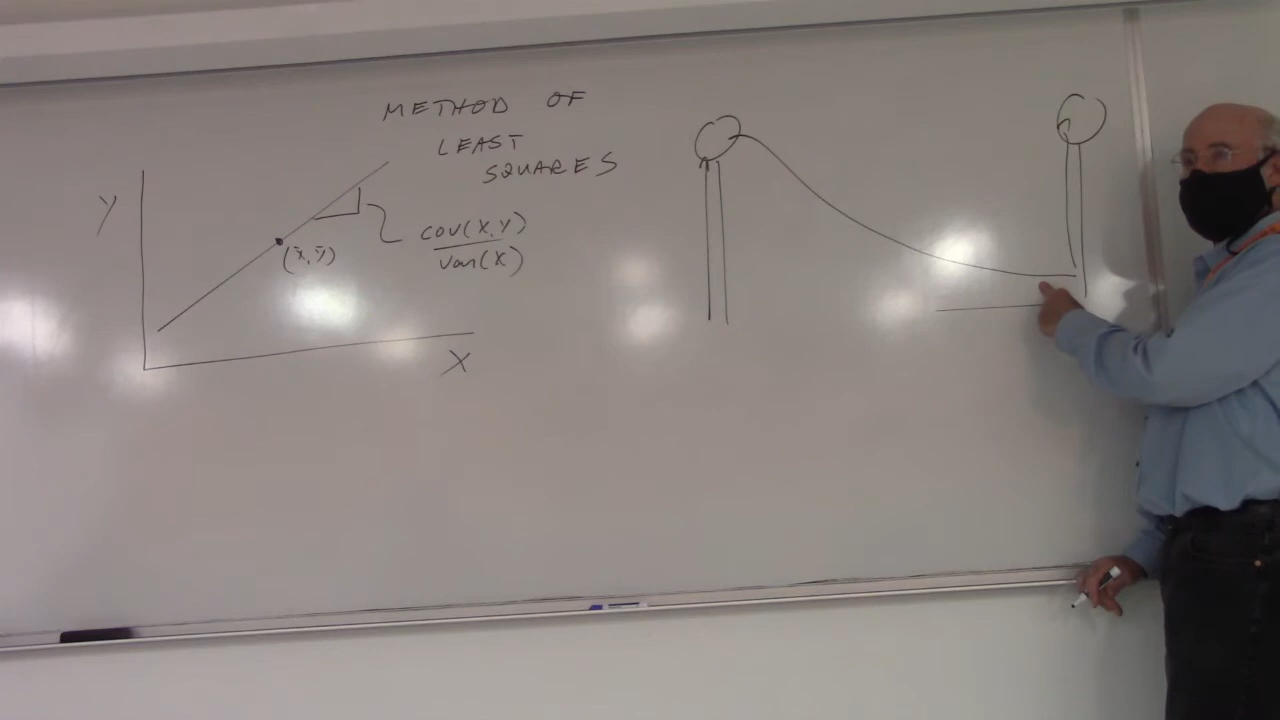 METHOD OF
LEAST
SQUARES
Y
(x̄, ȳ)
cov(X,Y)
var(X)
X